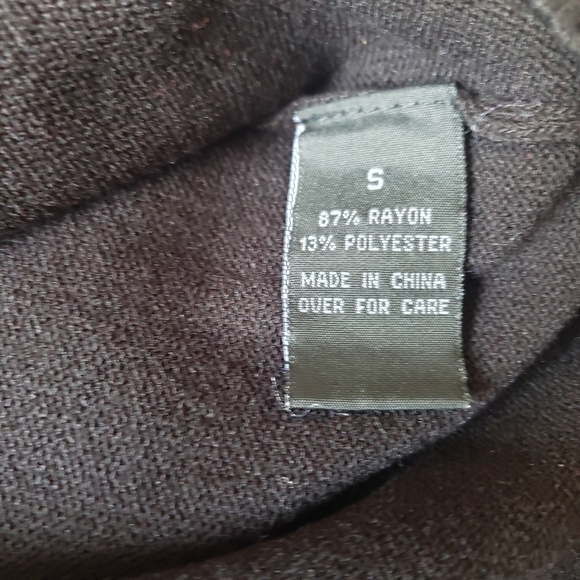 S
87% RAYON
13% POLYESTER
MADE IN CHINA
OVER FOR CARE